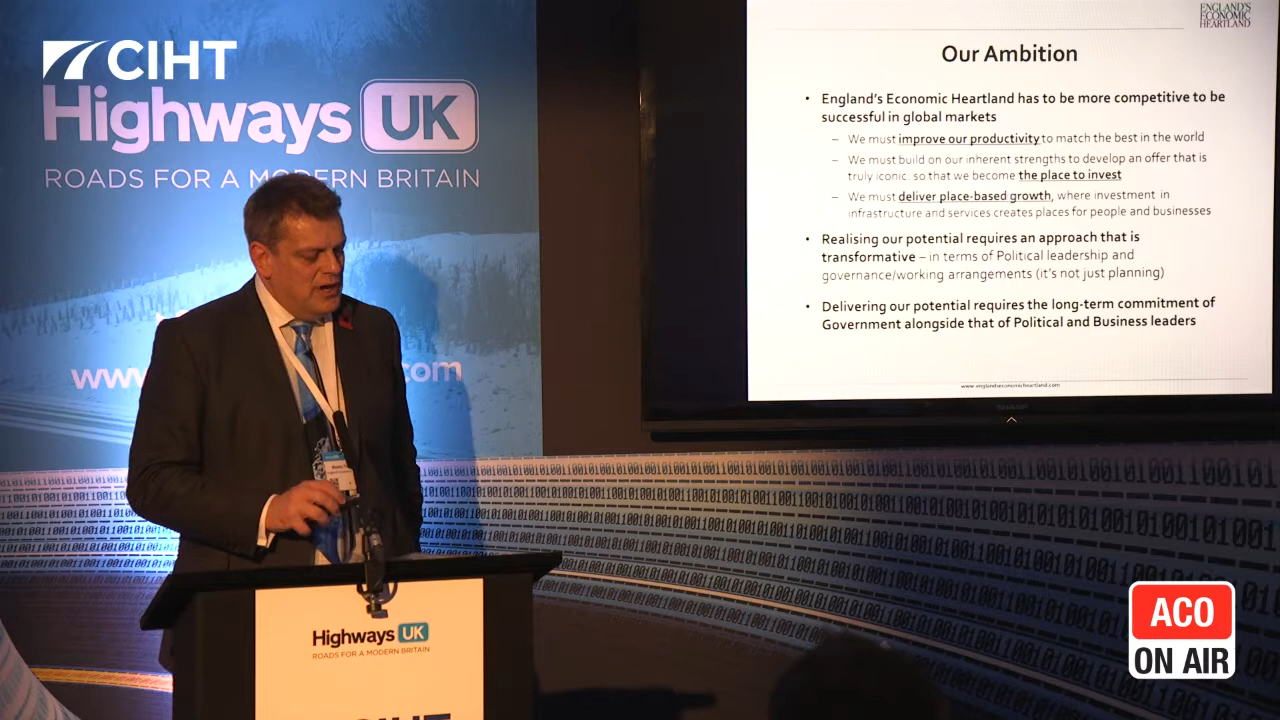 CIHT
Highways UK
ROADS FOR A MODERN BRITAIN
www
com
ENGLAND'S
ECONOMIC
HEARTLAND
Our Ambition
• England's Economic Heartland has to be more competitive to be
successful in global markets
– We must improve our productivity to match the best in the world
– We must build on our inherent strengths to develop an offer that is
truly iconic so that we become the place to invest
– We must deliver place-based growth, where investment in
infrastructure and services creates places for people and businesses
• Realising our potential requires an approach that is
transformative – in terms of Political leadership and
governance/working arrangements (it's not just planning)
• Delivering our potential requires the long-term commitment of
Government alongside that of Political and Business leaders
www.englandseconomicheartland.com
Highways UK
ROADS FOR A MODERN BRITAIN
CIHT
ACO
ON AIR